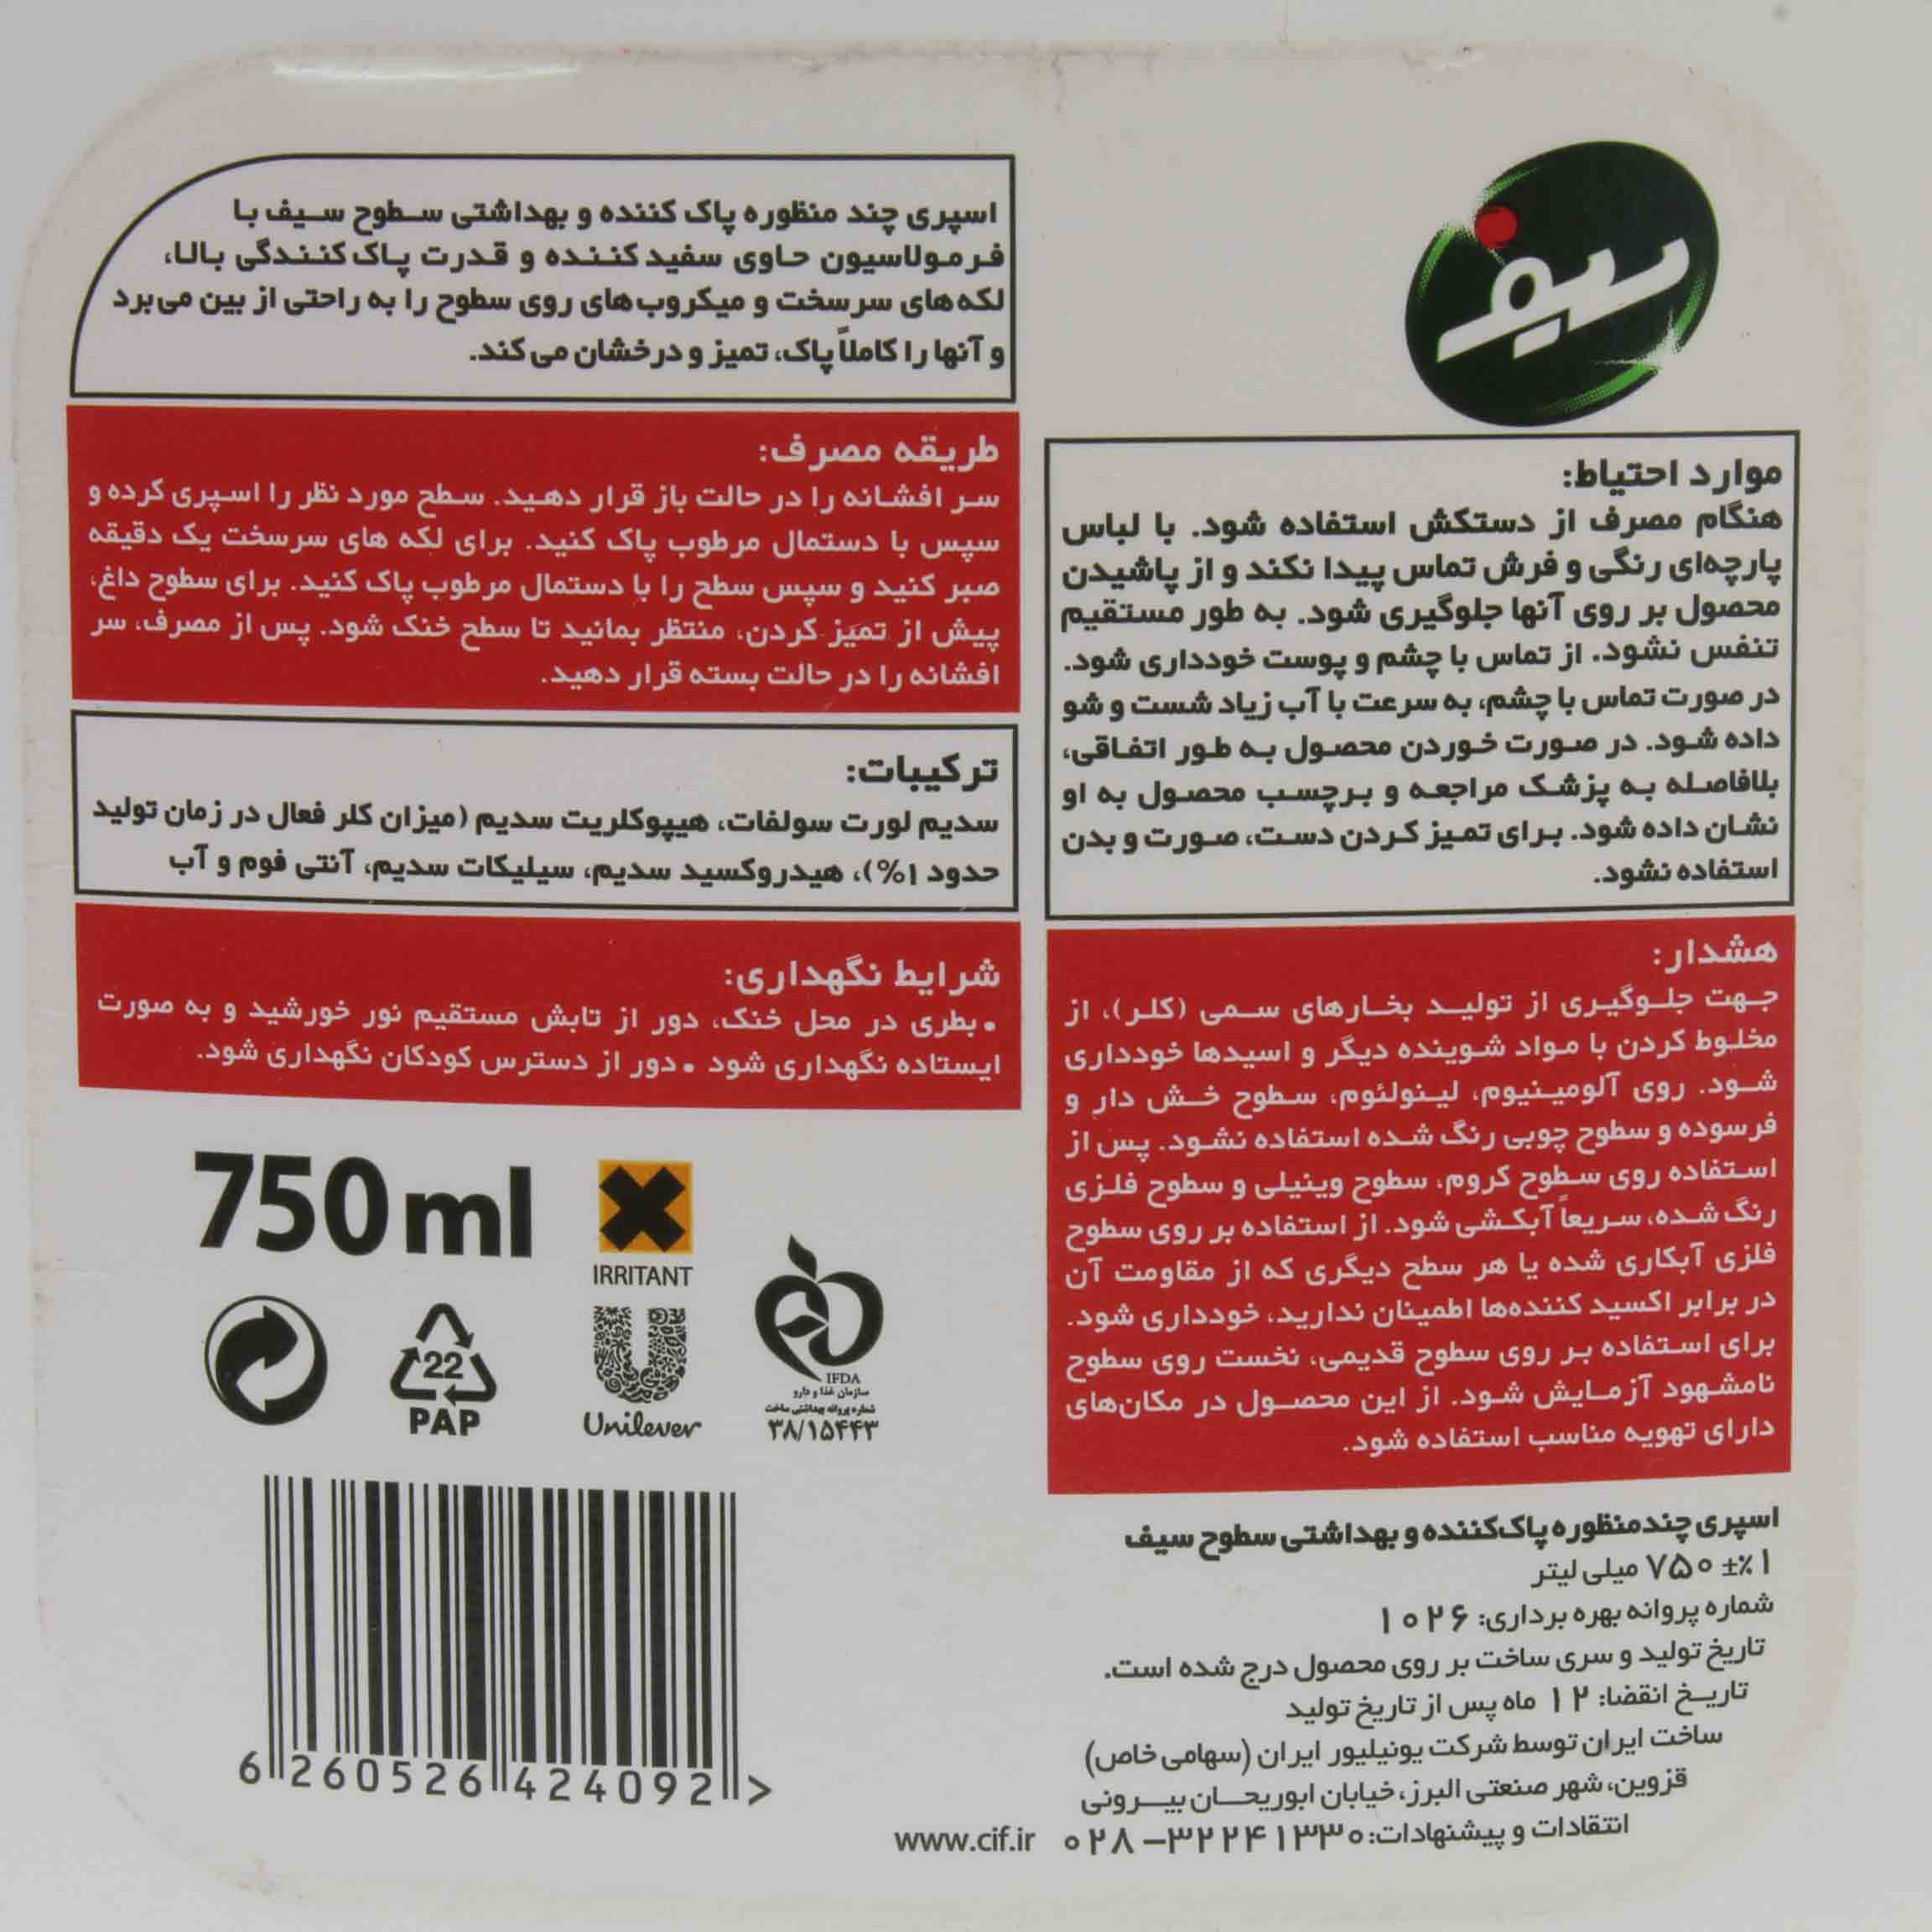 سیف
موارد احتیاط:
هنگام مصرف از دستکش استفاده شود. با لباس
پارچه‌ای رنگی و فرش تماس پیدا نکند و از پاشیدن
محصول بر روی آنها جلوگیری شود. به طور مستقیم
تنفس نشود. از تماس با چشم و پوست خودداری شود.
در صورت تماس با چشم، به سرعت با آب زیاد شست و شو
داده شود. در صورت خوردن محصول به طور اتفاقی،
بلافاصله به پزشک مراجعه و برچسب محصول به او
نشان داده شود. برای تمیز کردن دست، صورت و بدن
استفاده نشود.
هشدار:
جهت جلوگیری از تولید بخارهای سمی (کلر)، از
مخلوط کردن با مواد شوینده دیگر و اسیدها خودداری
شود. روی آلومینیوم، لینولئوم، سطوح خش دار و
فرسوده و سطوح چوبی رنگ شده استفاده نشود. پس از
استفاده روی سطوح کروم، سطوح وینیلی و سطوح فلزی
رنگ شده، سریعاً آبکشی شود. از استفاده بر روی سطوح
فلزی آبکاری شده یا هر سطح دیگری که از مقاومت آن
در برابر اکسید کننده‌ها اطمینان ندارید، خودداری شود.
برای استفاده بر روی سطوح قدیمی، نخست روی سطوح
نامشهود آزمایش شود. از این محصول در مکان‌های
دارای تهویه مناسب استفاده شود.
اسپری چندمنظوره پاک‌کننده و بهداشتی سطوح سیف
۷۵۰ ±٪۱ میلی لیتر
شماره پروانه بهره برداری: ۱۰۲۶
تاریخ تولید و سری ساخت بر روی محصول درج شده است.
تاریخ انقضا: ۱۲ ماه پس از تاریخ تولید
ساخت ایران توسط شرکت یونیلیور ایران (سهامی خاص)
قزوین، شهر صنعتی البرز، خیابان ابوریحان بیرونی
انتقادات و پیشنهادات: ۰۲۸-۳۲۲۴۱۳۳۰ www.cif.ir
اسپری چند منظوره پاک کننده و بهداشتی سطوح سیف با
فرمولاسیون حاوی سفید کننده و قدرت پاک کنندگی بالا،
لکه های سرسخت و میکروب های روی سطوح را به راحتی از بین می برد
و آنها را کاملاً پاک، تمیز و درخشان می کند.
طریقه مصرف:
سر افشانه را در حالت باز قرار دهید. سطح مورد نظر را اسپری کرده و
سپس با دستمال مرطوب پاک کنید. برای لکه های سرسخت یک دقیقه
صبر کنید و سپس سطح را با دستمال مرطوب پاک کنید. برای سطوح داغ،
پیش از تمیز کردن، منتظر بمانید تا سطح خنک شود. پس از مصرف، سر
افشانه را در حالت بسته قرار دهید.
ترکیبات:
سدیم لورت سولفات، هیپوکلریت سدیم (میزان کلر فعال در زمان تولید
حدود ۱%)، هیدروکسید سدیم، سیلیکات سدیم، آنتی فوم و آب
شرایط نگهداری:
• بطری در محل خنک، دور از تابش مستقیم نور خورشید و به صورت
ایستاده نگهداری شود • دور از دسترس کودکان نگهداری شود.
750 ml
IRRITANT
22
PAP
Unilever
IFDA
سازمان غذا و دارو
شماره پروانه بهداشتی ساخت
۳۸/۱۵۴۴۳
6 260526 424092 >